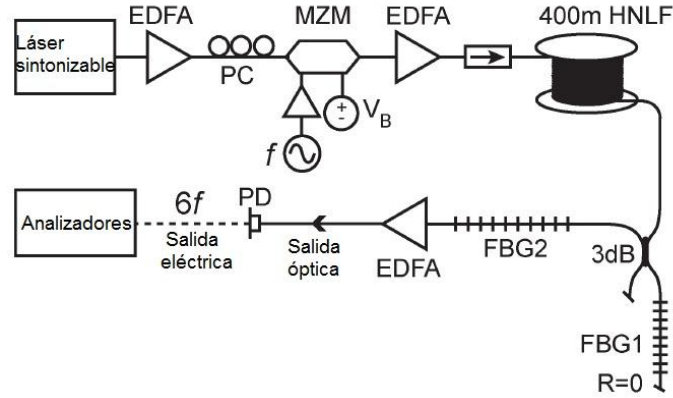 EDFA
MZM
EDFA
400m HNLF
Láser
sintonizable
PC
+
-
V_B
f
Analizadores
6f
Salida
eléctrica
PD
Salida
óptica
EDFA
FBG2
3dB
FBG1
R=0